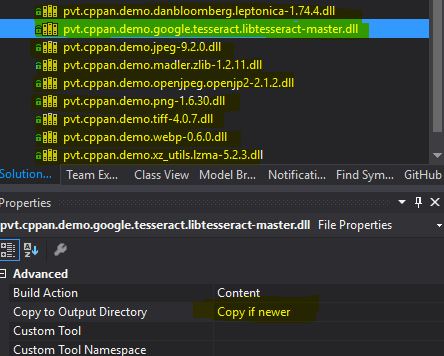 pvt.cppan.demo.danbloomberg.leptonica-1.74.4.dll
pvt.cppan.demo.google.tesseract.libtesseract-master.dll
pvt.cppan.demo.jpeg-9.2.0.dll
pvt.cppan.demo.madler.zlib-1.2.11.dll
pvt.cppan.demo.openjpeg.openjp2-2.1.2.dll
pvt.cppan.demo.png-1.6.30.dll
pvt.cppan.demo.tiff-4.0.7.dll
pvt.cppan.demo.webp-0.6.0.dll
pvt.cppan.demo.xz_utils.lzma-5.2.3.dll
Solution... Team Ex... Class View Model Br... Notificati... Find Sym... GitHub
Properties
pvt.cppan.demo.google.tesseract.libtesseract-master.dll File Properties
Advanced
Build Action Content
Copy to Output Directory Copy if newer
Custom Tool
Custom Tool Namespace